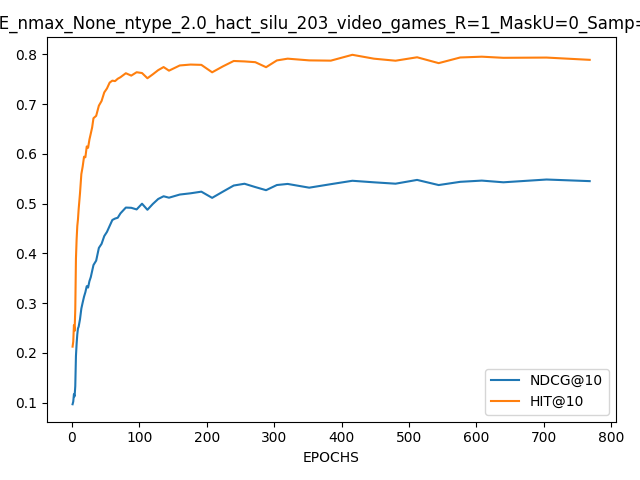 E_nmax_None_ntype_2.0_hact_silu_203_video_games_R=1_MaskU=0_Samp=
0.8
0.7
0.6
0.5
0.4
0.3
0.2
0.1
NDCG@10
HIT@10
0 100 200 300 400 500 600 700 800
EPOCHS